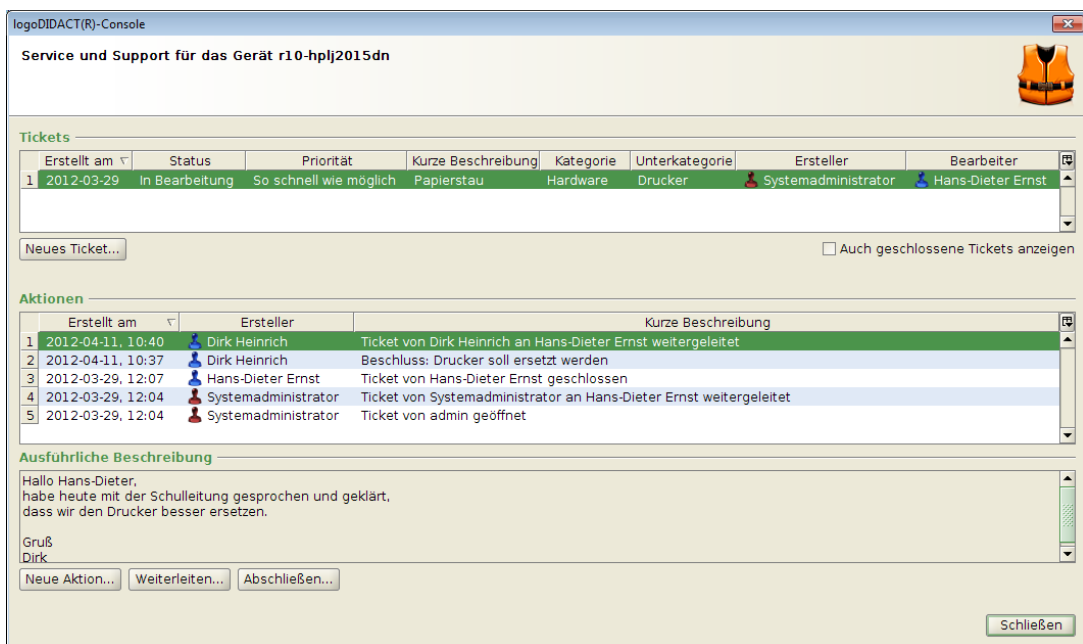 logoDIDACT(R)-Console
Service und Support für das Gerät r10-hplj2015dn
Tickets
Erstellt am Status Priorität Kurze Beschreibung Kategorie Unterkategorie Ersteller Bearbeiter
1 2012-03-29 In Bearbeitung So schnell wie möglich Papierstau Hardware Drucker Systemadministrator Hans-Dieter Ernst
Neues Ticket... Auch geschlossene Tickets anzeigen
Aktionen
Erstellt am Ersteller Kurze Beschreibung
1 2012-04-11, 10:40 Dirk Heinrich Ticket von Dirk Heinrich an Hans-Dieter Ernst weitergeleitet
2 2012-04-11, 10:37 Dirk Heinrich Beschluss: Drucker soll ersetzt werden
3 2012-03-29, 12:07 Hans-Dieter Ernst Ticket von Hans-Dieter Ernst geschlossen
4 2012-03-29, 12:04 Systemadministrator Ticket von Systemadministrator an Hans-Dieter Ernst weitergeleitet
5 2012-03-29, 12:04 Systemadministrator Ticket von admin geöffnet
Ausführliche Beschreibung
Hallo Hans-Dieter,
habe heute mit der Schulleitung gesprochen und geklärt,
dass wir den Drucker besser ersetzen.
Gruß
Dirk
Neue Aktion... Weiterleiten... Abschließen...
Schließen